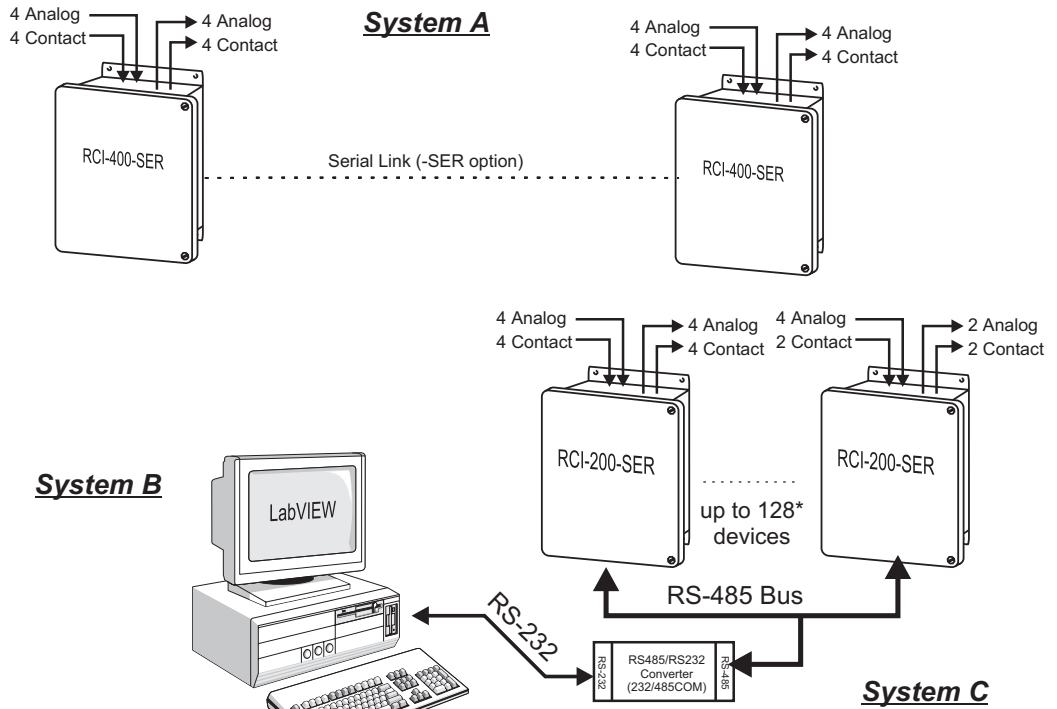 System A
4 Analog
4 Contact
4 Analog
4 Contact
RCI-400-SER
Serial Link (-SER option)
4 Analog
4 Contact
4 Analog
4 Contact
RCI-400-SER
4 Analog
4 Contact
4 Analog
4 Contact
RCI-200-SER
4 Analog
2 Contact
2 Analog
2 Contact
RCI-200-SER
up to 128*
devices
System B
LabVIEW
RS-232
RS-485 Bus
RS-232
RS485/RS232
Converter
(232/485COM)
RS-485
System C